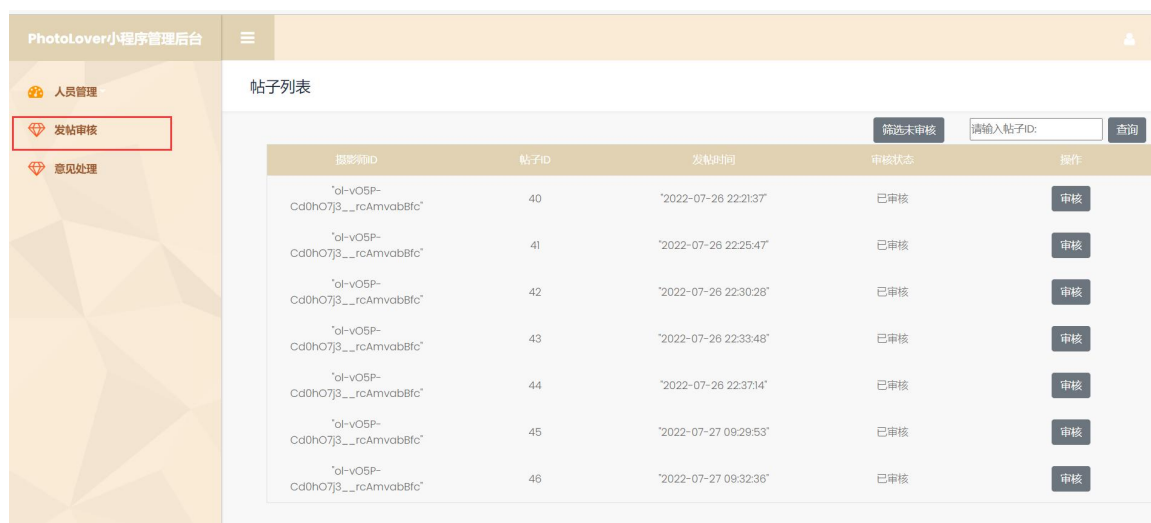 PhotoLover小程序管理后台
人员管理
帖子列表
发帖审核
筛选未审核 请输入帖子ID: 查询
意见处理
摄影师ID 帖子ID 发帖时间 审核状态 操作
"oI-vO5P-
Cd0hO7j3__rcAmvabBfc" 40 "2022-07-26 22:21:37" 已审核 审核
"oI-vO5P-
Cd0hO7j3__rcAmvabBfc" 41 "2022-07-26 22:25:47" 已审核 审核
"oI-vO5P-
Cd0hO7j3__rcAmvabBfc" 42 "2022-07-26 22:30:28" 已审核 审核
"oI-vO5P-
Cd0hO7j3__rcAmvabBfc" 43 "2022-07-26 22:33:48" 已审核 审核
"oI-vO5P-
Cd0hO7j3__rcAmvabBfc" 44 "2022-07-26 22:37:14" 已审核 审核
"oI-vO5P-
Cd0hO7j3__rcAmvabBfc" 45 "2022-07-27 09:29:53" 已审核 审核
"oI-vO5P-
Cd0hO7j3__rcAmvabBfc" 46 "2022-07-27 09:32:36" 已审核 审核